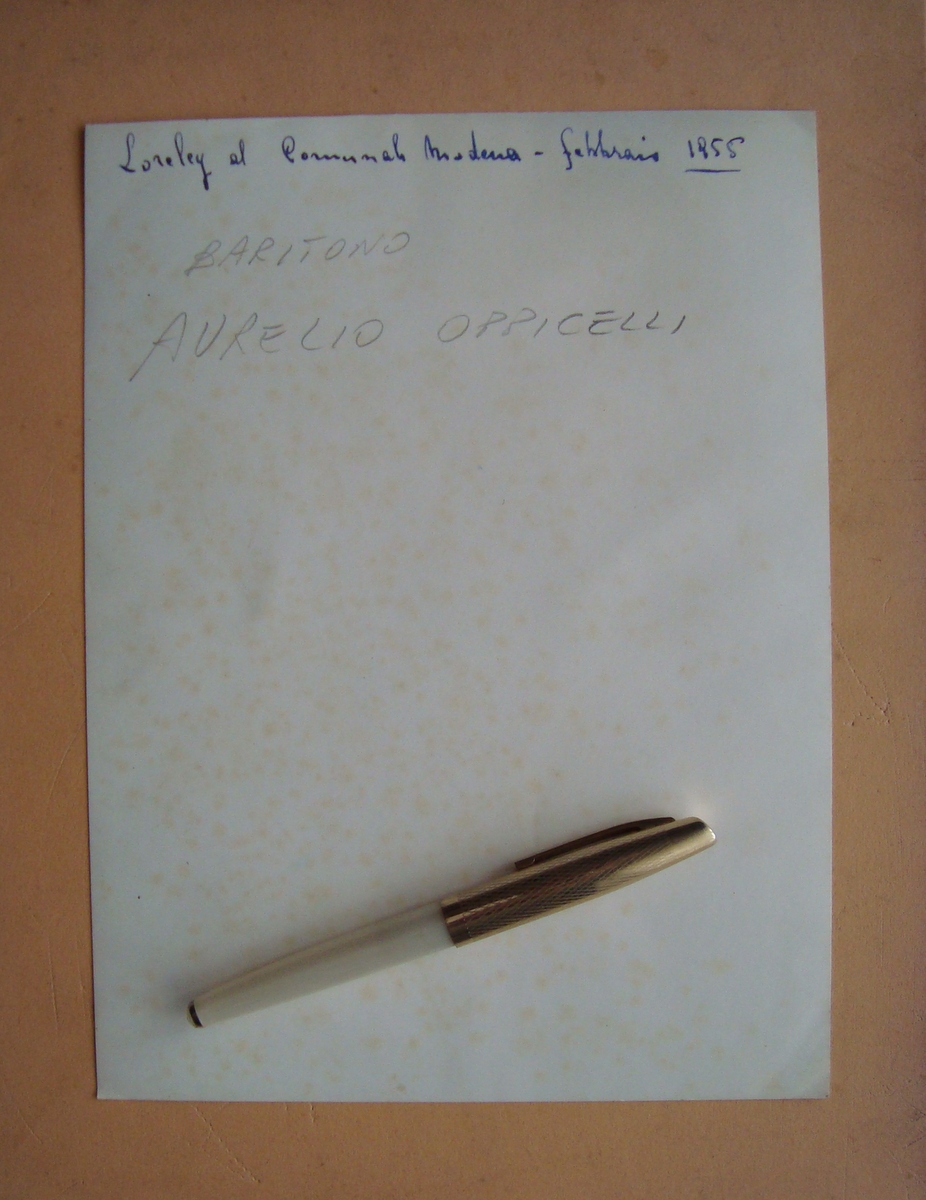 Loreley al Comunale Modena - febbraio 1955
BARITONO
AURELIO OPPICELLI